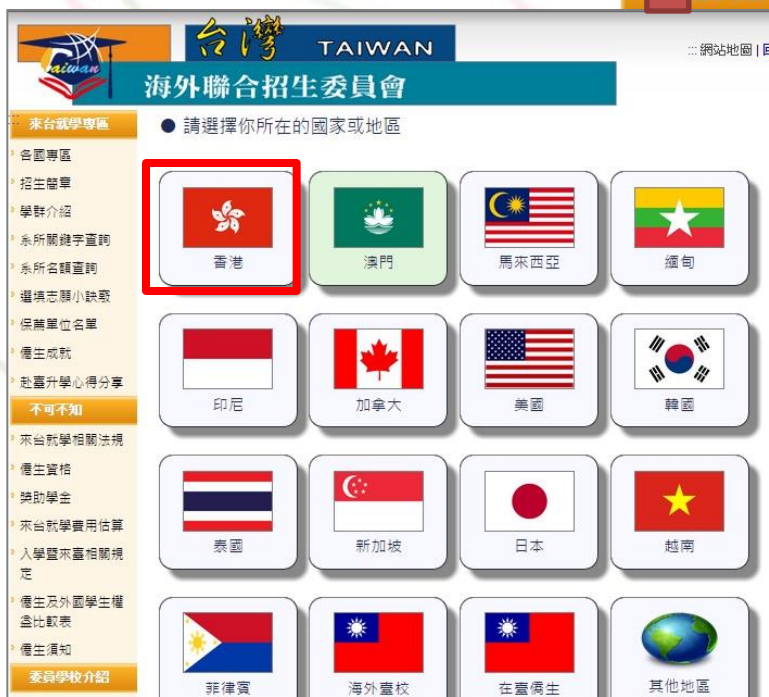 Taiwan
台灣 TAIWAN
海外聯合招生委員會
::: 網站地圖 | 回
:::
來台就學專區
各國專區
招生簡章
學群介紹
系所關鍵字查詢
系所名額查詢
選填志願小訣竅
保薦單位名單
僑生成就
赴臺升學心得分享
不可不知
來台就學相關法規
僑生資格
獎助學金
來台就學費用估算
入學暨來臺相關規
定
僑生及外國學生權
益比較表
僑生須知
委員學校介紹
● 請選擇你所在的國家或地區
香港
澳門
馬來西亞
緬甸
印尼
加拿大
美國
韓國
泰國
新加坡
日本
越南
菲律賓
海外臺校
在臺僑生
其他地區